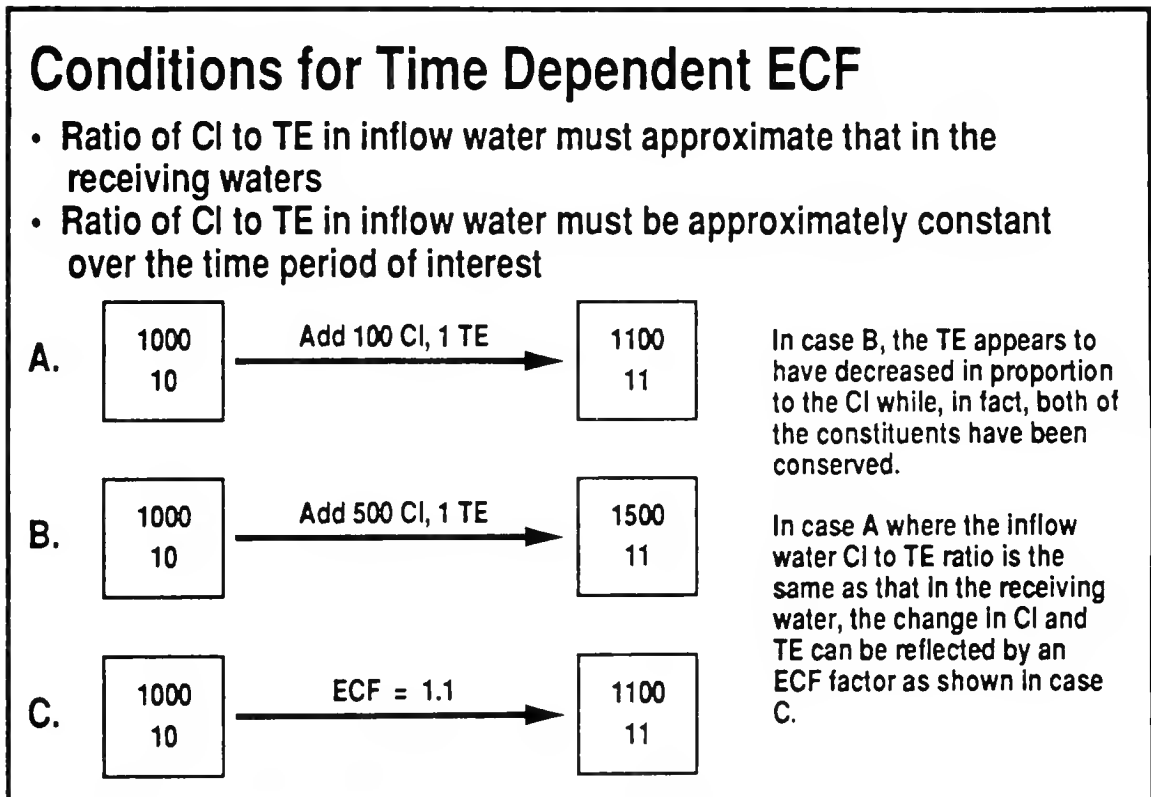 Conditions for Time Dependent ECF
• Ratio of Cl to TE in inflow water must approximate that in the
receiving waters
• Ratio of Cl to TE in inflow water must be approximately constant
over the time period of interest
A.
1000
10
Add 100 Cl, 1 TE
1100
11
B.
1000
10
Add 500 Cl, 1 TE
1500
11
C.
1000
10
ECF = 1.1
1100
11
In case B, the TE appears to
have decreased in proportion
to the Cl while, in fact, both of
the constituents have been
conserved.
In case A where the inflow
water Cl to TE ratio is the
same as that in the receiving
water, the change in Cl and
TE can be reflected by an
ECF factor as shown in case
C.